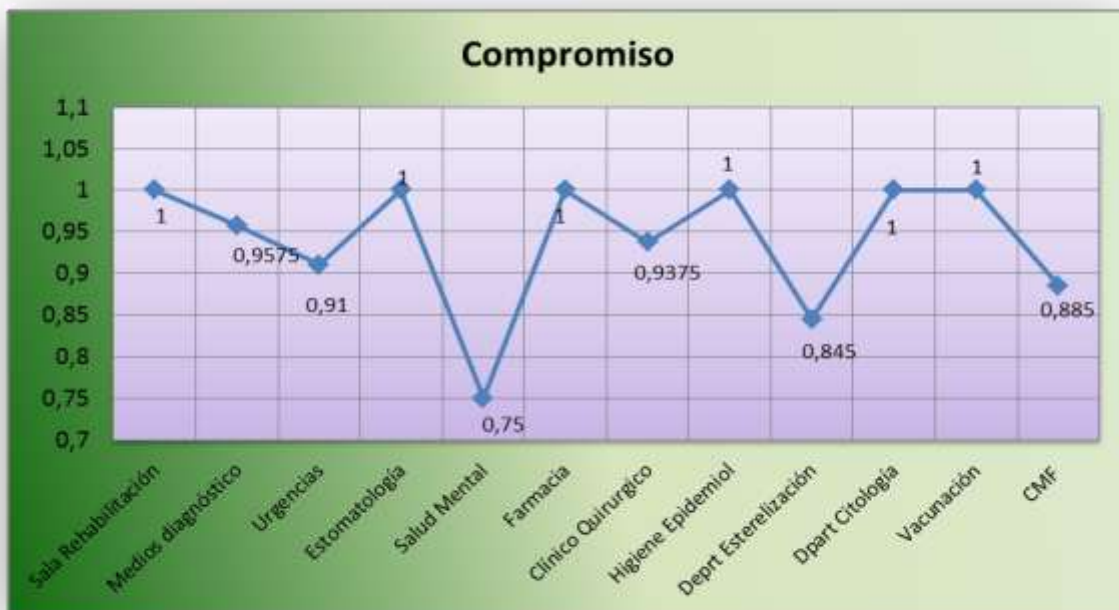 Compromiso
1,1
1,05
1
0,95
0,9
0,85
0,8
0,75
0,7
1
0,9575
0,91
1
0,75
1
0,9375
1
0,845
1
1
0,885
Sala Rehabilitación
Medios diagnóstico
Urgencias
Estomatología
Salud Mental
Farmacia
Clinico Quirurgico
Higiene Epidemiol
Deprt Esterelización
Dpart Citología
Vacunación
CMF